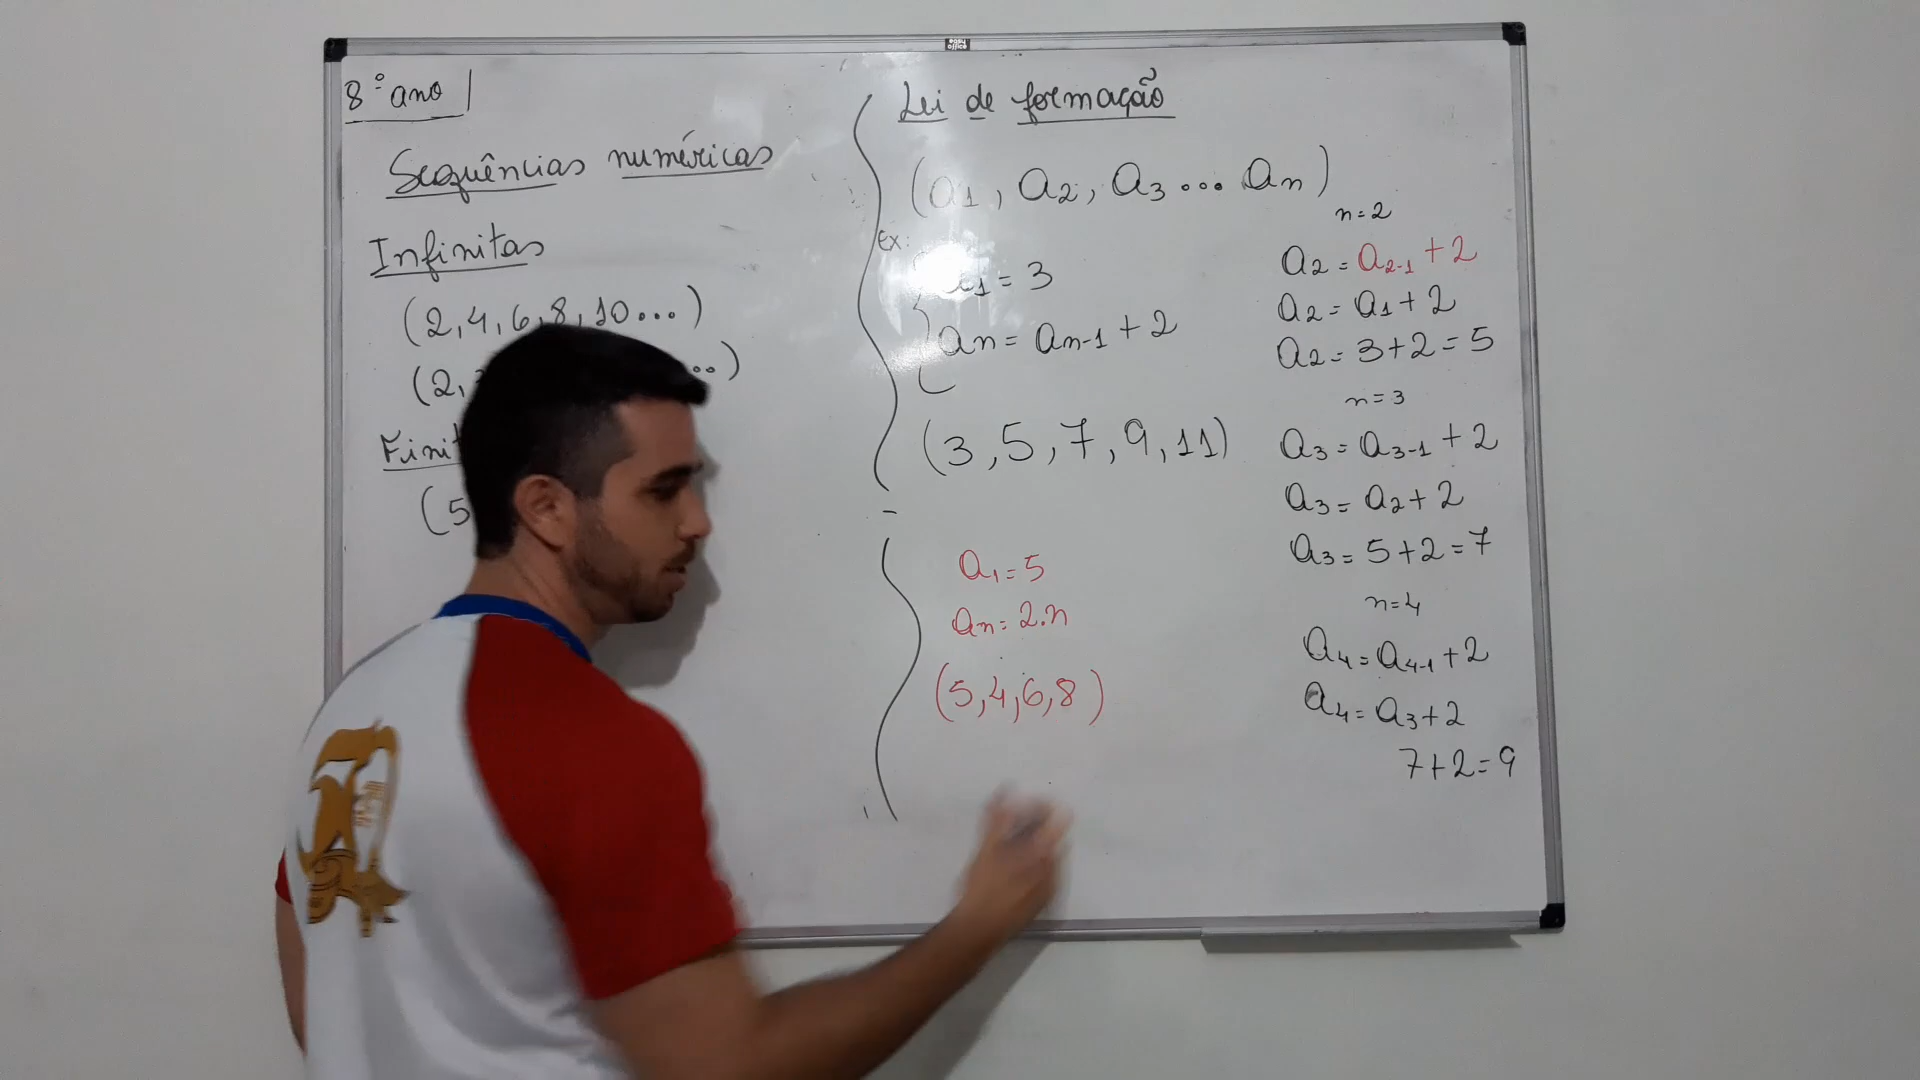 easy office
8º ano
Sequências numéricas
Infinitas
(2,4,6,8,10...)
(2,
...)
(5
Lei de formação
(a1, a2, a3 ... an)
Ex:
a1 = 3
an = an-1 + 2
(3,5,7,9,11)
a1 = 5
an = 2.n
(5,4,6,8)
n=2
a2 = a2-1 + 2
a2 = a1 + 2
a2 = 3+2 = 5
n=3
a3 = a3-1 + 2
a3 = a2 + 2
a3 = 5+2 = 7
n=4
a4 = a4-1 + 2
a4 = a3 + 2
7+2 = 9